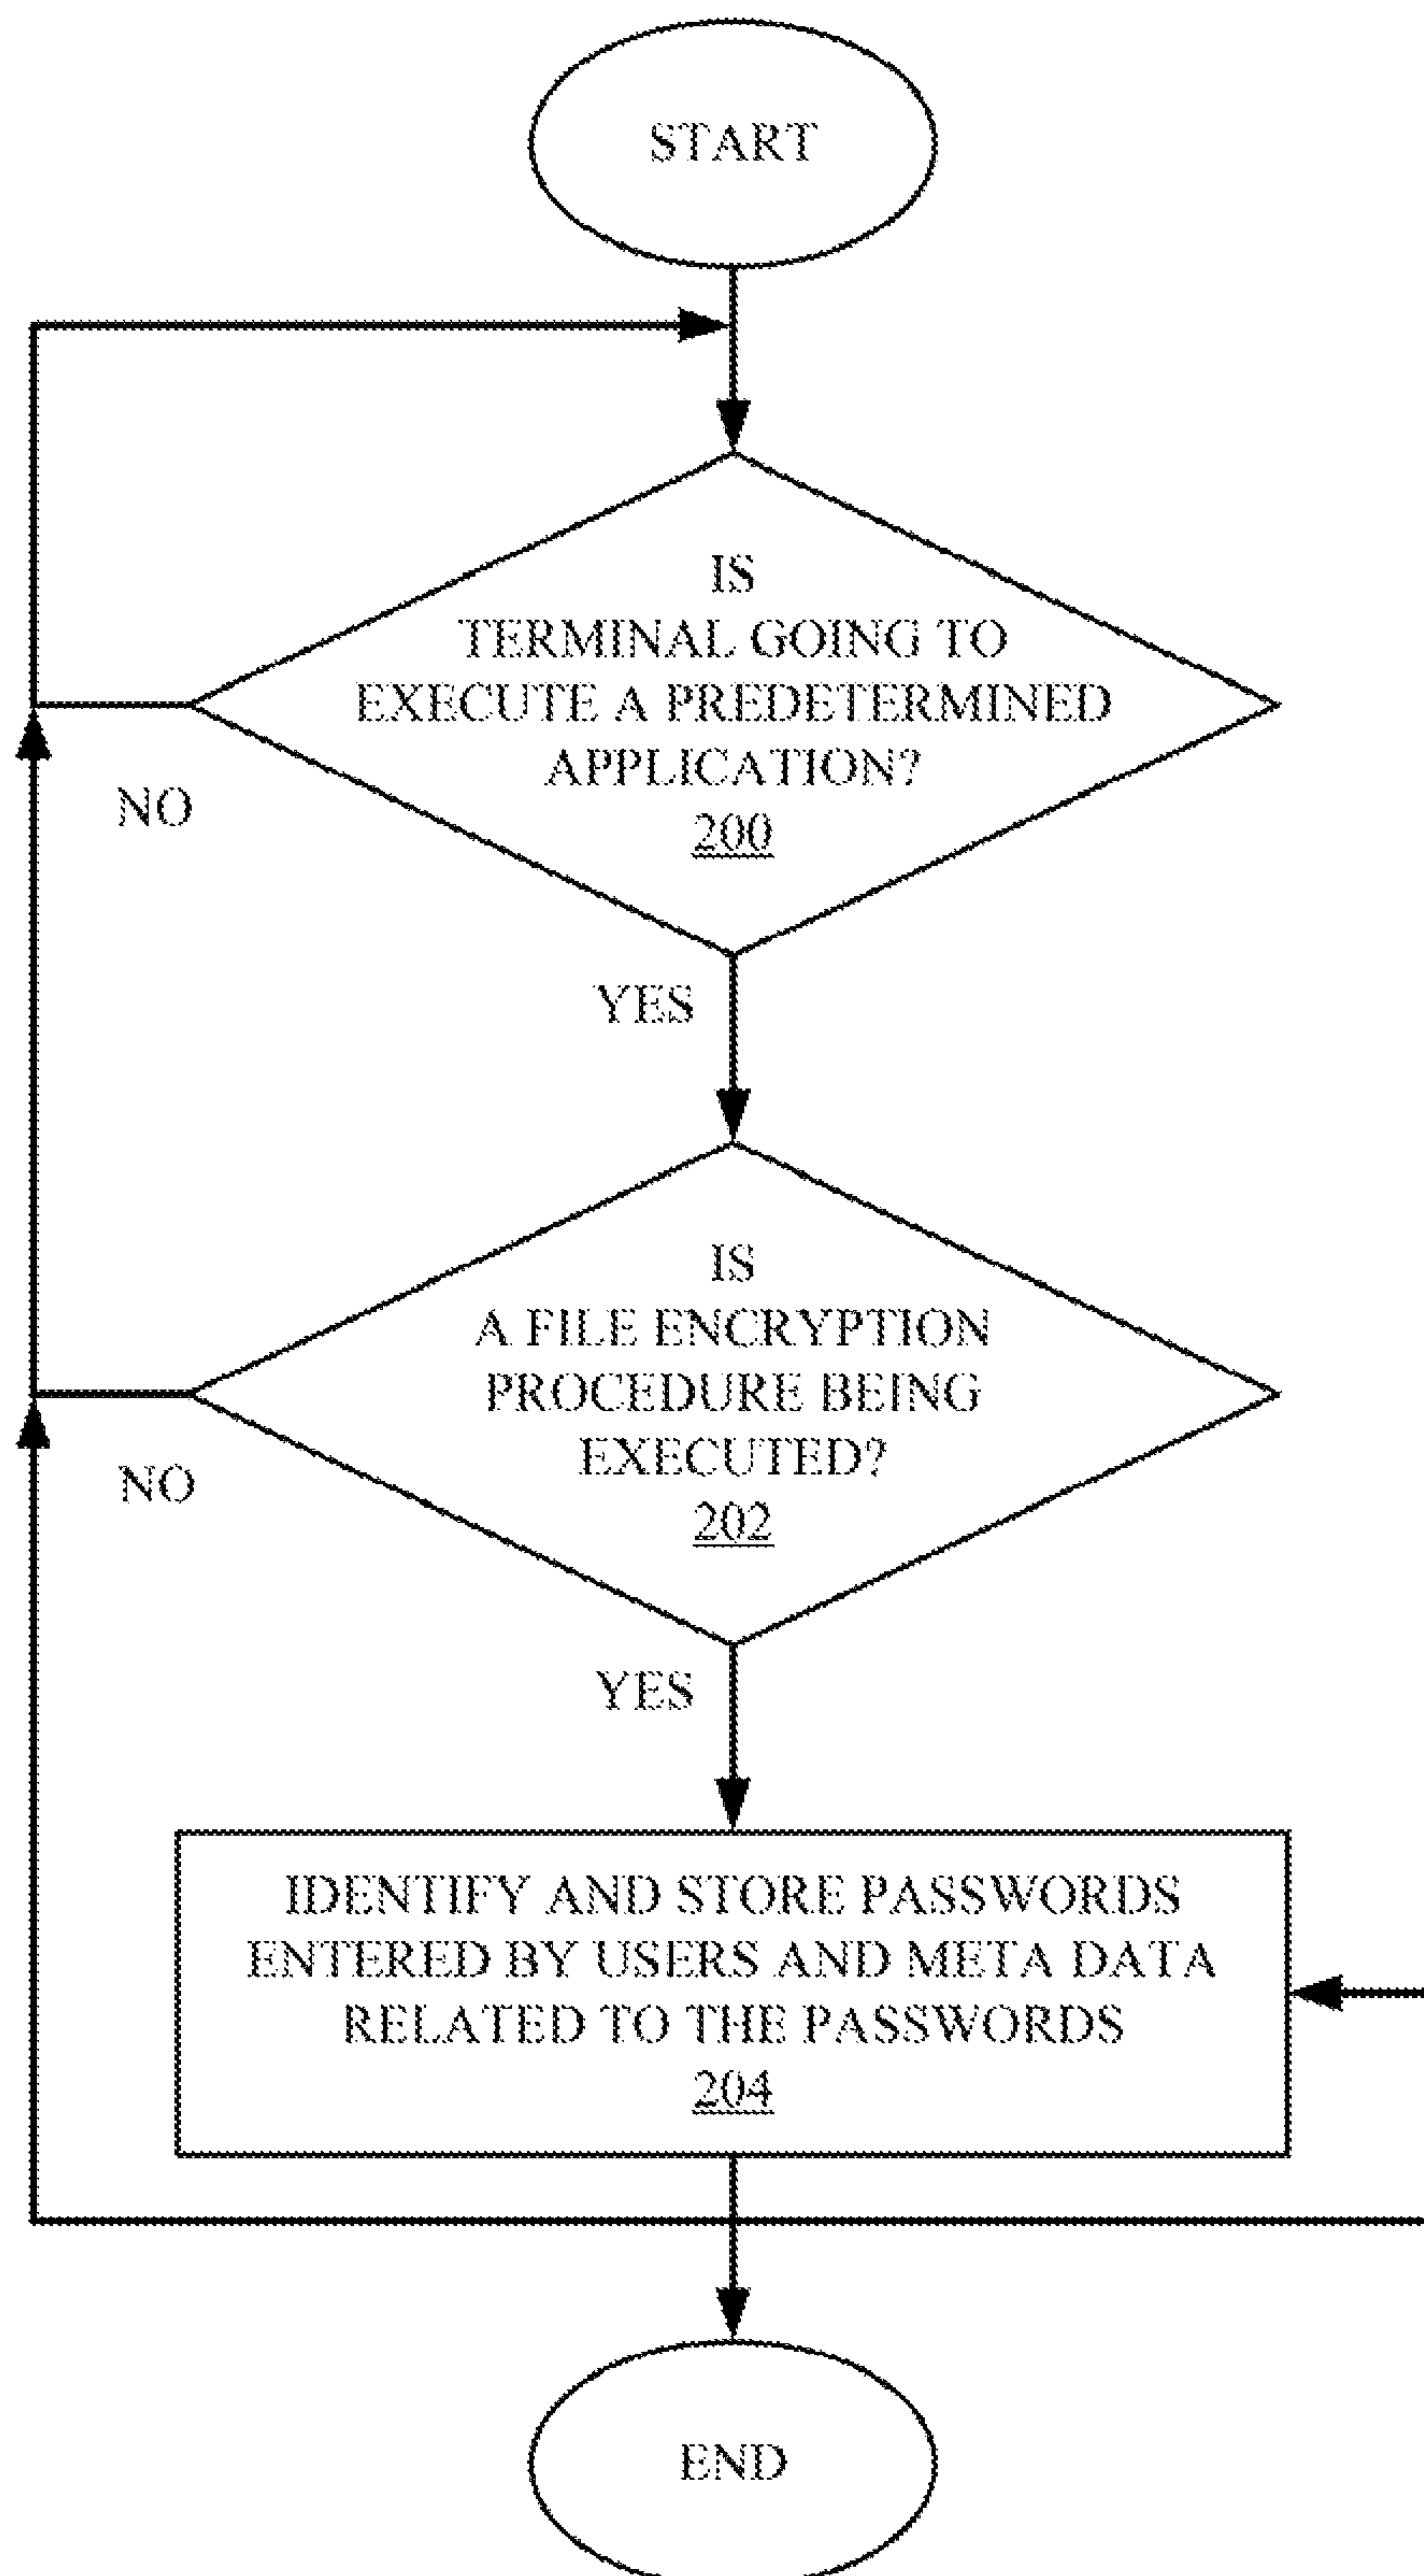 START
IS
TERMINAL GOING TO
EXECUTE A PREDETERMINED
APPLICATION?
200
NO
YES
IS
A FILE ENCRYPTION
PROCEDURE BEING
EXECUTED?
202
NO
YES
IDENTIFY AND STORE PASSWORDS
ENTERED BY USERS AND META DATA
RELATED TO THE PASSWORDS
204
END